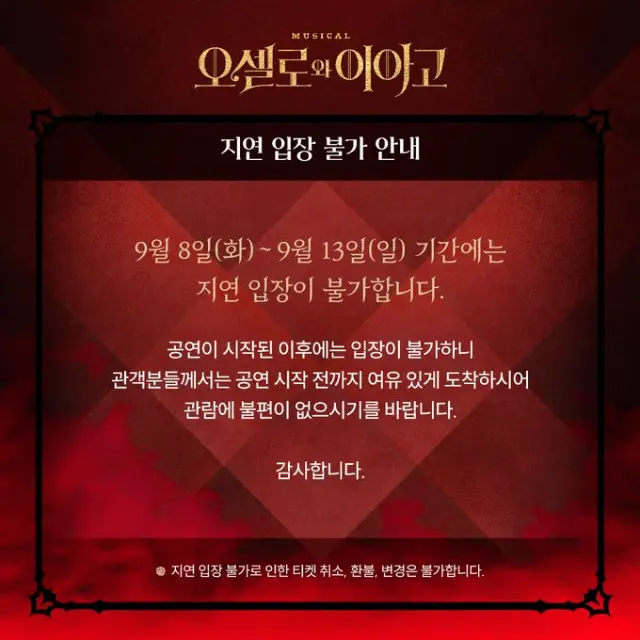 MUSICAL
오셀로와 이아고
지연 입장 불가 안내
9월 8일(화) ~ 9월 13일(일) 기간에는
지연 입장이 불가합니다.
공연이 시작된 이후에는 입장이 불가하니
관객분들께서는 공연 시작 전까지 여유 있게 도착하시어
관람에 불편이 없으시기를 바랍니다.
감사합니다.
지연 입장 불가로 인한 티켓 취소, 환불, 변경은 불가합니다.